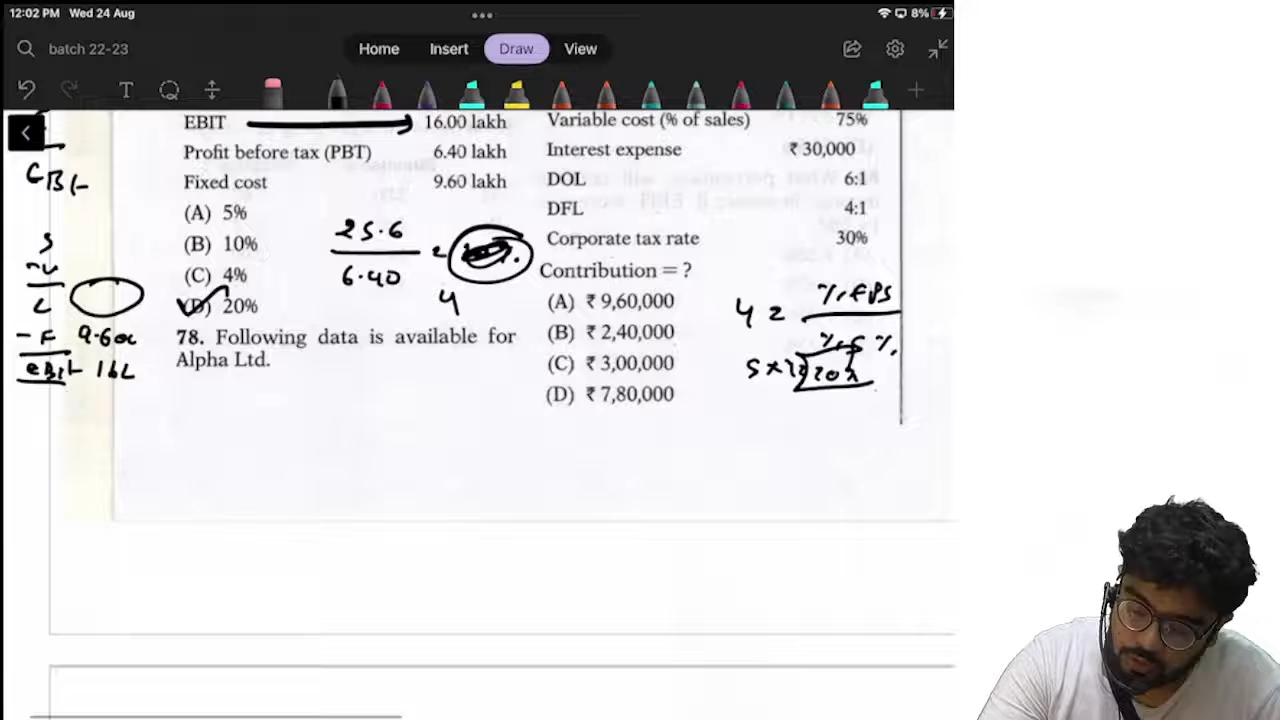 12:02 PM Wed 24 Aug
8%
batch 22-23
Home Insert Draw View
T
EBIT 16.00 lakh
Profit before tax (PBT) 6.40 lakh
Fixed cost 9.60 lakh
(A) 5%
(B) 10%
(C) 4%
(D) 20%
78. Following data is available for
Alpha Ltd.
25.6
6.40
4
S
C
- F 9.60L
EBIT 16L
Variable cost (% of sales) 75%
Interest expense ₹ 30,000
DOL 6:1
DFL 4:1
Corporate tax rate 30%
Contribution = ?
(A) ₹ 9,60,000
(B) ₹ 2,40,000
(C) ₹ 3,00,000
(D) ₹ 7,80,000
4 = % EPS
5 %
20%